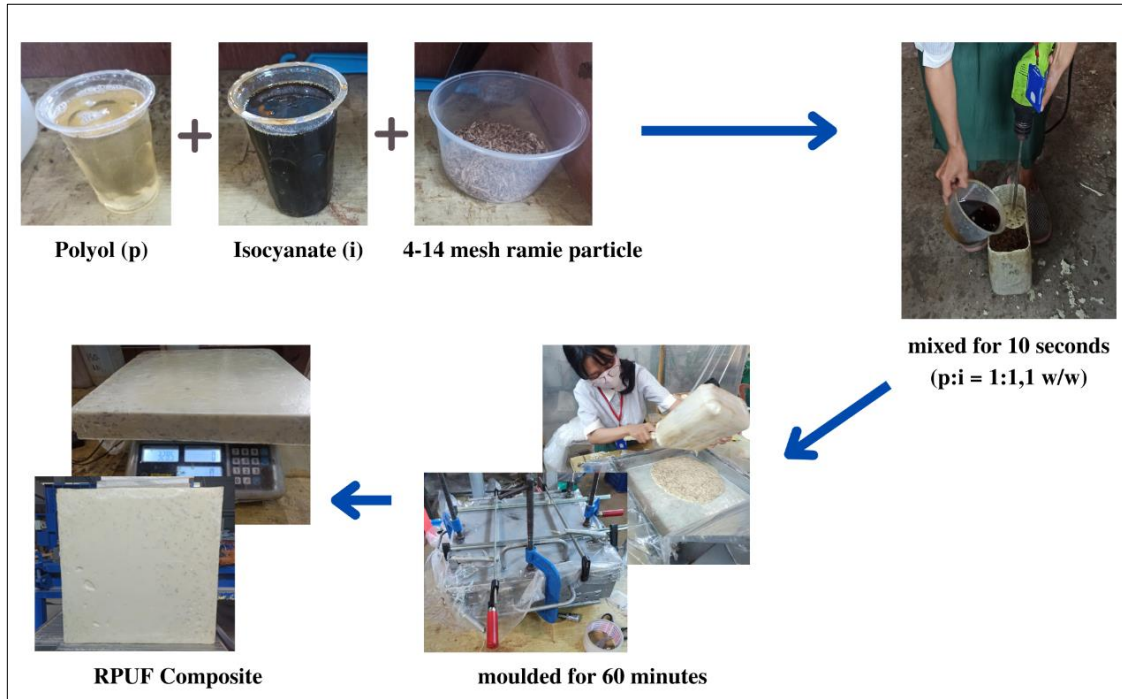 Polyol (p)
Isocyanate (i)
4-14 mesh ramie particle
mixed for 10 seconds
(p:i = 1:1,1 w/w)
RPUF Composite
moulded for 60 minutes